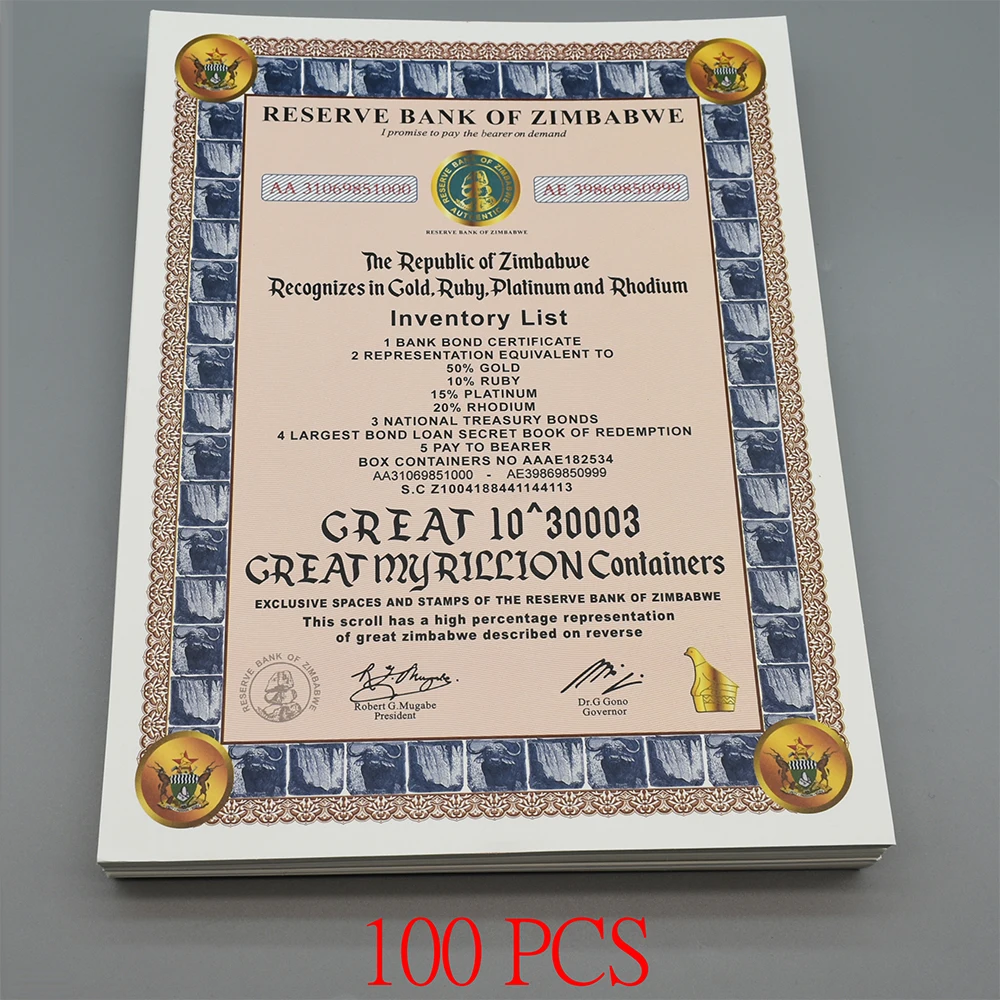 RESERVE BANK OF ZIMBABWE
I promise to pay the bearer on demand
AA 31069851000
RESERVE BANK OF ZIMBABWE
AUTHENTIC
AE 39869850999
RESERVE BANK OF ZIMBABWE
The Republic of Zimbabwe
Recognizes in Gold, Ruby, Platinum and Rhodium
Inventory List
1 BANK BOND CERTIFICATE
2 REPRESENTATION EQUIVALENT TO
50% GOLD
10% RUBY
15% PLATINUM
20% RHODIUM
3 NATIONAL TREASURY BONDS
4 LARGEST BOND LOAN SECRET BOOK OF REDEMPTION
5 PAY TO BEARER
BOX CONTAINERS NO AAAE182534
AA31069851000 - AE39869850999
S.C Z1004188441144113
GREAT 10^30003
GREAT MYRILLION Containers
EXCLUSIVE SPACES AND STAMPS OF THE RESERVE BANK OF ZIMBABWE
This scroll has a high percentage representation
of great zimbabwe described on reverse
RESERVE BANK OF ZIMBABWE
Robert G.Mugabe
President
Dr.G Gono
Governor
100 PCS